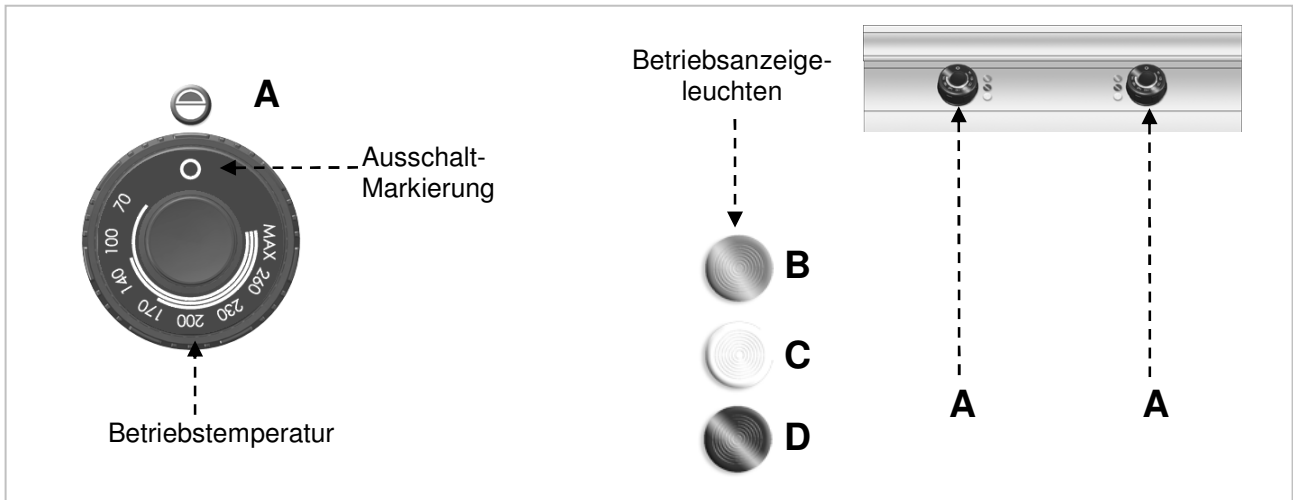 A
Ausschalt-
Markierung
70
100
140
170
200
230
260
MAX
Betriebstemperatur
Betriebsanzeige-
leuchten
B
C
D
A
A